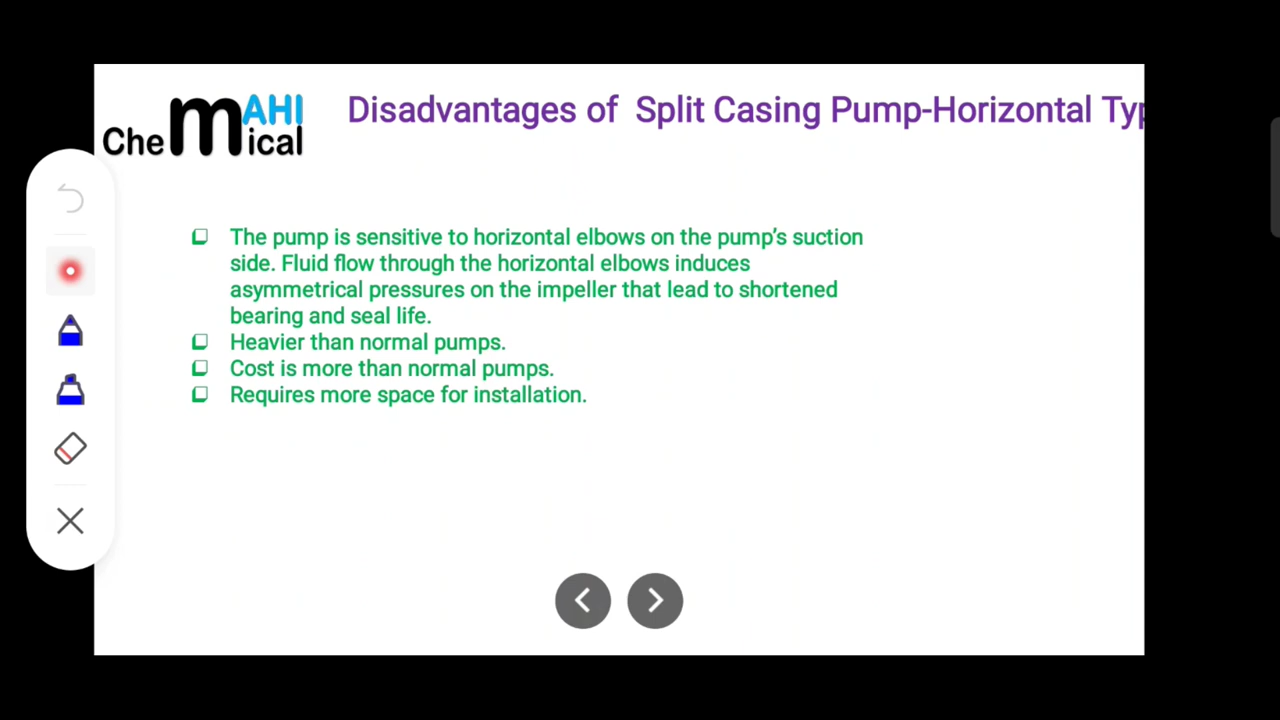 Chemical MAHI
Disadvantages of Split Casing Pump-Horizontal Typ
The pump is sensitive to horizontal elbows on the pump's suction
side. Fluid flow through the horizontal elbows induces
asymmetrical pressures on the impeller that lead to shortened
bearing and seal life.
Heavier than normal pumps.
Cost is more than normal pumps.
Requires more space for installation.